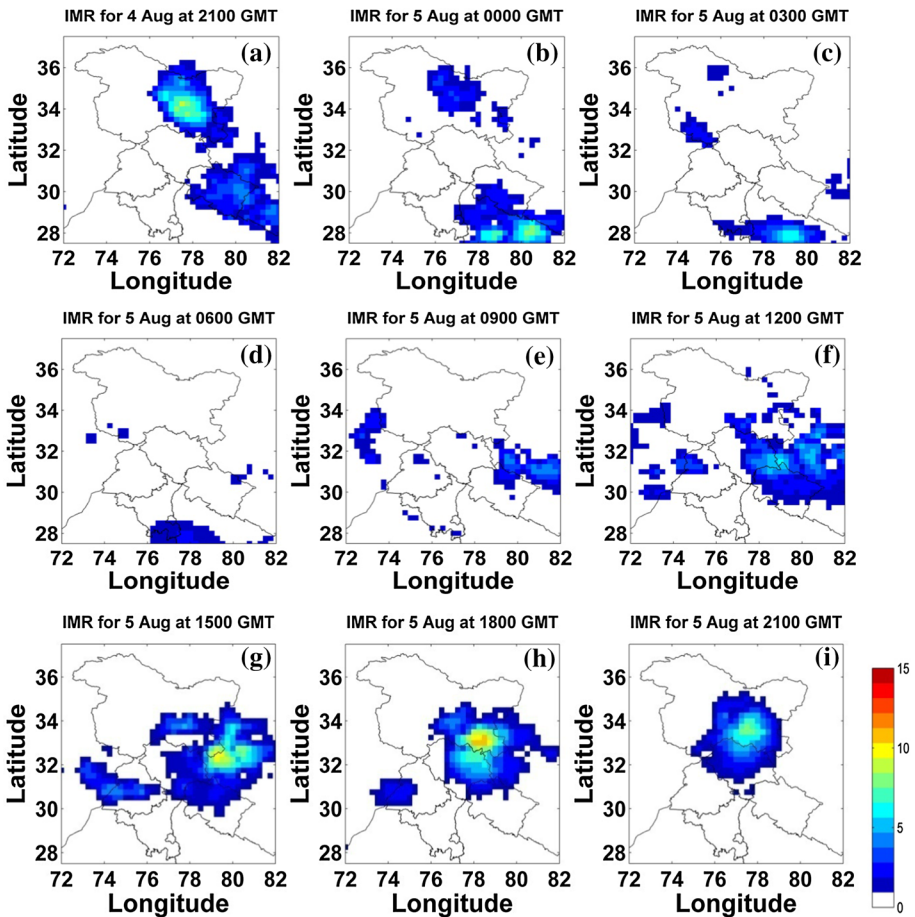 IMR for 4 Aug at 2100 GMT
IMR for 5 Aug at 0000 GMT
IMR for 5 Aug at 0300 GMT
(a)
(b)
(c)
Latitude
Latitude
Latitude
36
34
32
30
28
36
34
32
30
28
36
34
32
30
28
72 74 76 78 80 82
72 74 76 78 80 82
72 74 76 78 80 82
Longitude
Longitude
Longitude
IMR for 5 Aug at 0600 GMT
IMR for 5 Aug at 0900 GMT
IMR for 5 Aug at 1200 GMT
(d)
(e)
(f)
Latitude
Latitude
Latitude
36
34
32
30
28
36
34
32
30
28
36
34
32
30
28
72 74 76 78 80 82
72 74 76 78 80 82
72 74 76 78 80 82
Longitude
Longitude
Longitude
IMR for 5 Aug at 1500 GMT
IMR for 5 Aug at 1800 GMT
IMR for 5 Aug at 2100 GMT
(g)
(h)
(i)
Latitude
Latitude
Latitude
36
34
32
30
28
36
34
32
30
28
36
34
32
30
28
72 74 76 78 80 82
72 74 76 78 80 82
72 74 76 78 80 82
Longitude
Longitude
Longitude
15
10
5
0